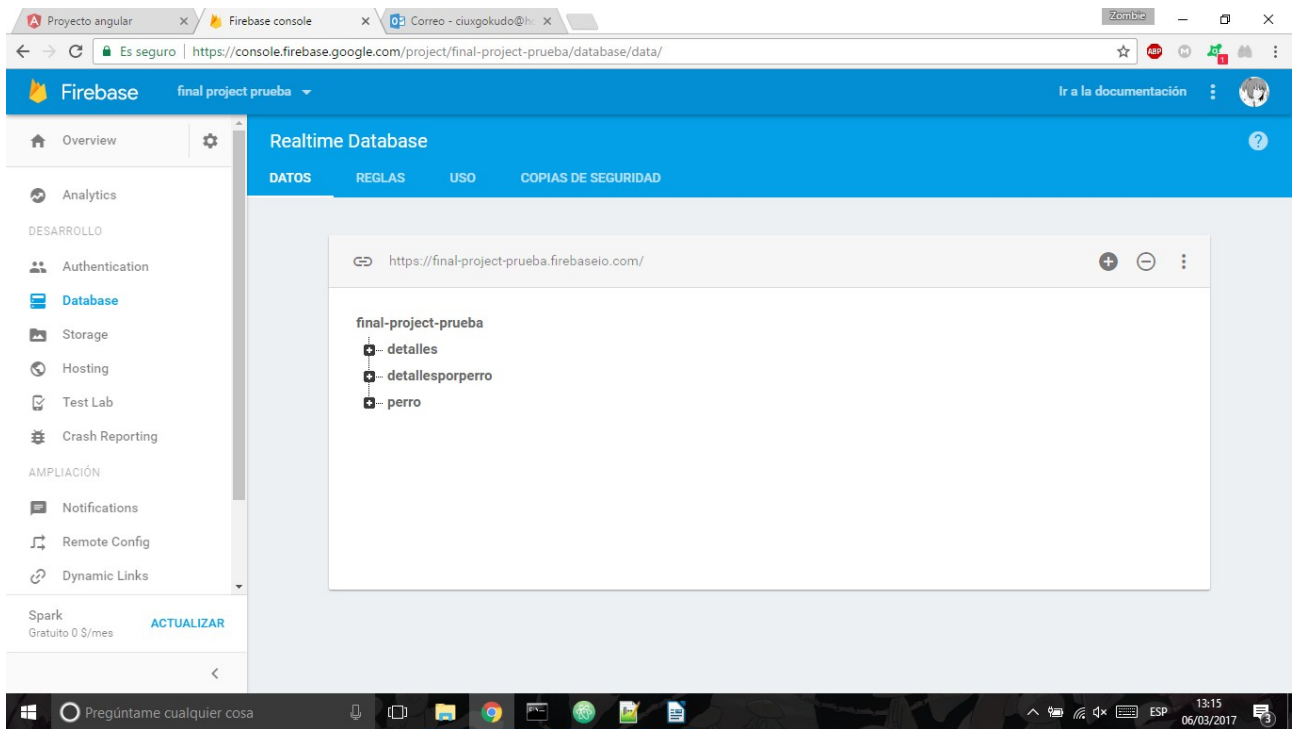 Proyecto angular
Firebase console
Correo - ciuxgokudo@h
Zombie
Es seguro
https://console.firebase.google.com/project/final-project-prueba/database/data/
ABP
1
Firebase
final project prueba
Ir a la documentación
Overview
Realtime Database
DATOS
REGLAS
USO
COPIAS DE SEGURIDAD
Analytics
DESARROLLO
Authentication
Database
Storage
Hosting
Test Lab
Crash Reporting
AMPLIACIÓN
Notifications
Remote Config
Dynamic Links
Spark
Gratuito 0 $/mes
ACTUALIZAR
https://final-project-prueba.firebaseio.com/
final-project-prueba
detalles
detallesporperro
perro
Pregúntame cualquier cosa
ESP
13:15
06/03/2017
3